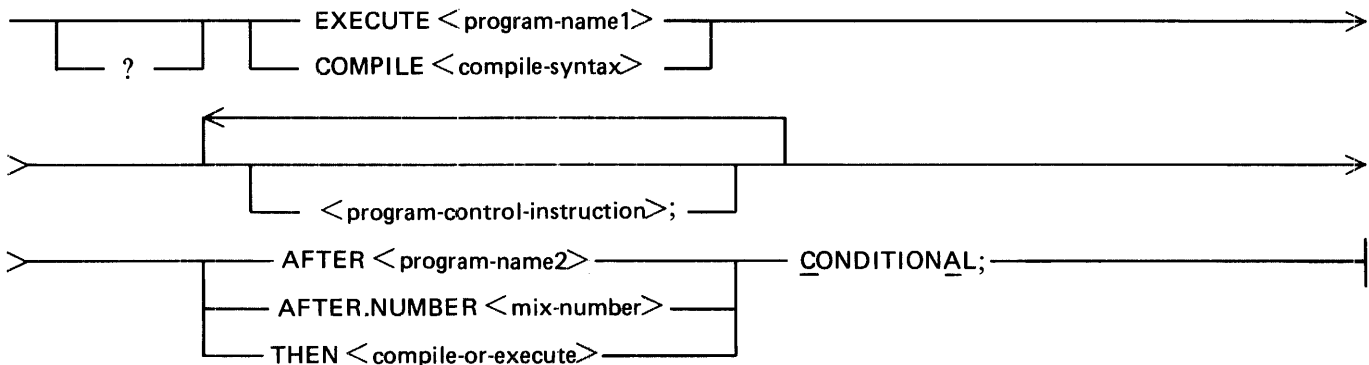 EXECUTE <program-name1>
?
COMPILE <compile-syntax>
<program-control-instruction>;
AFTER <program-name2> CONDITIONAL;
AFTER.NUMBER <mix-number>
THEN <compile-or-execute>